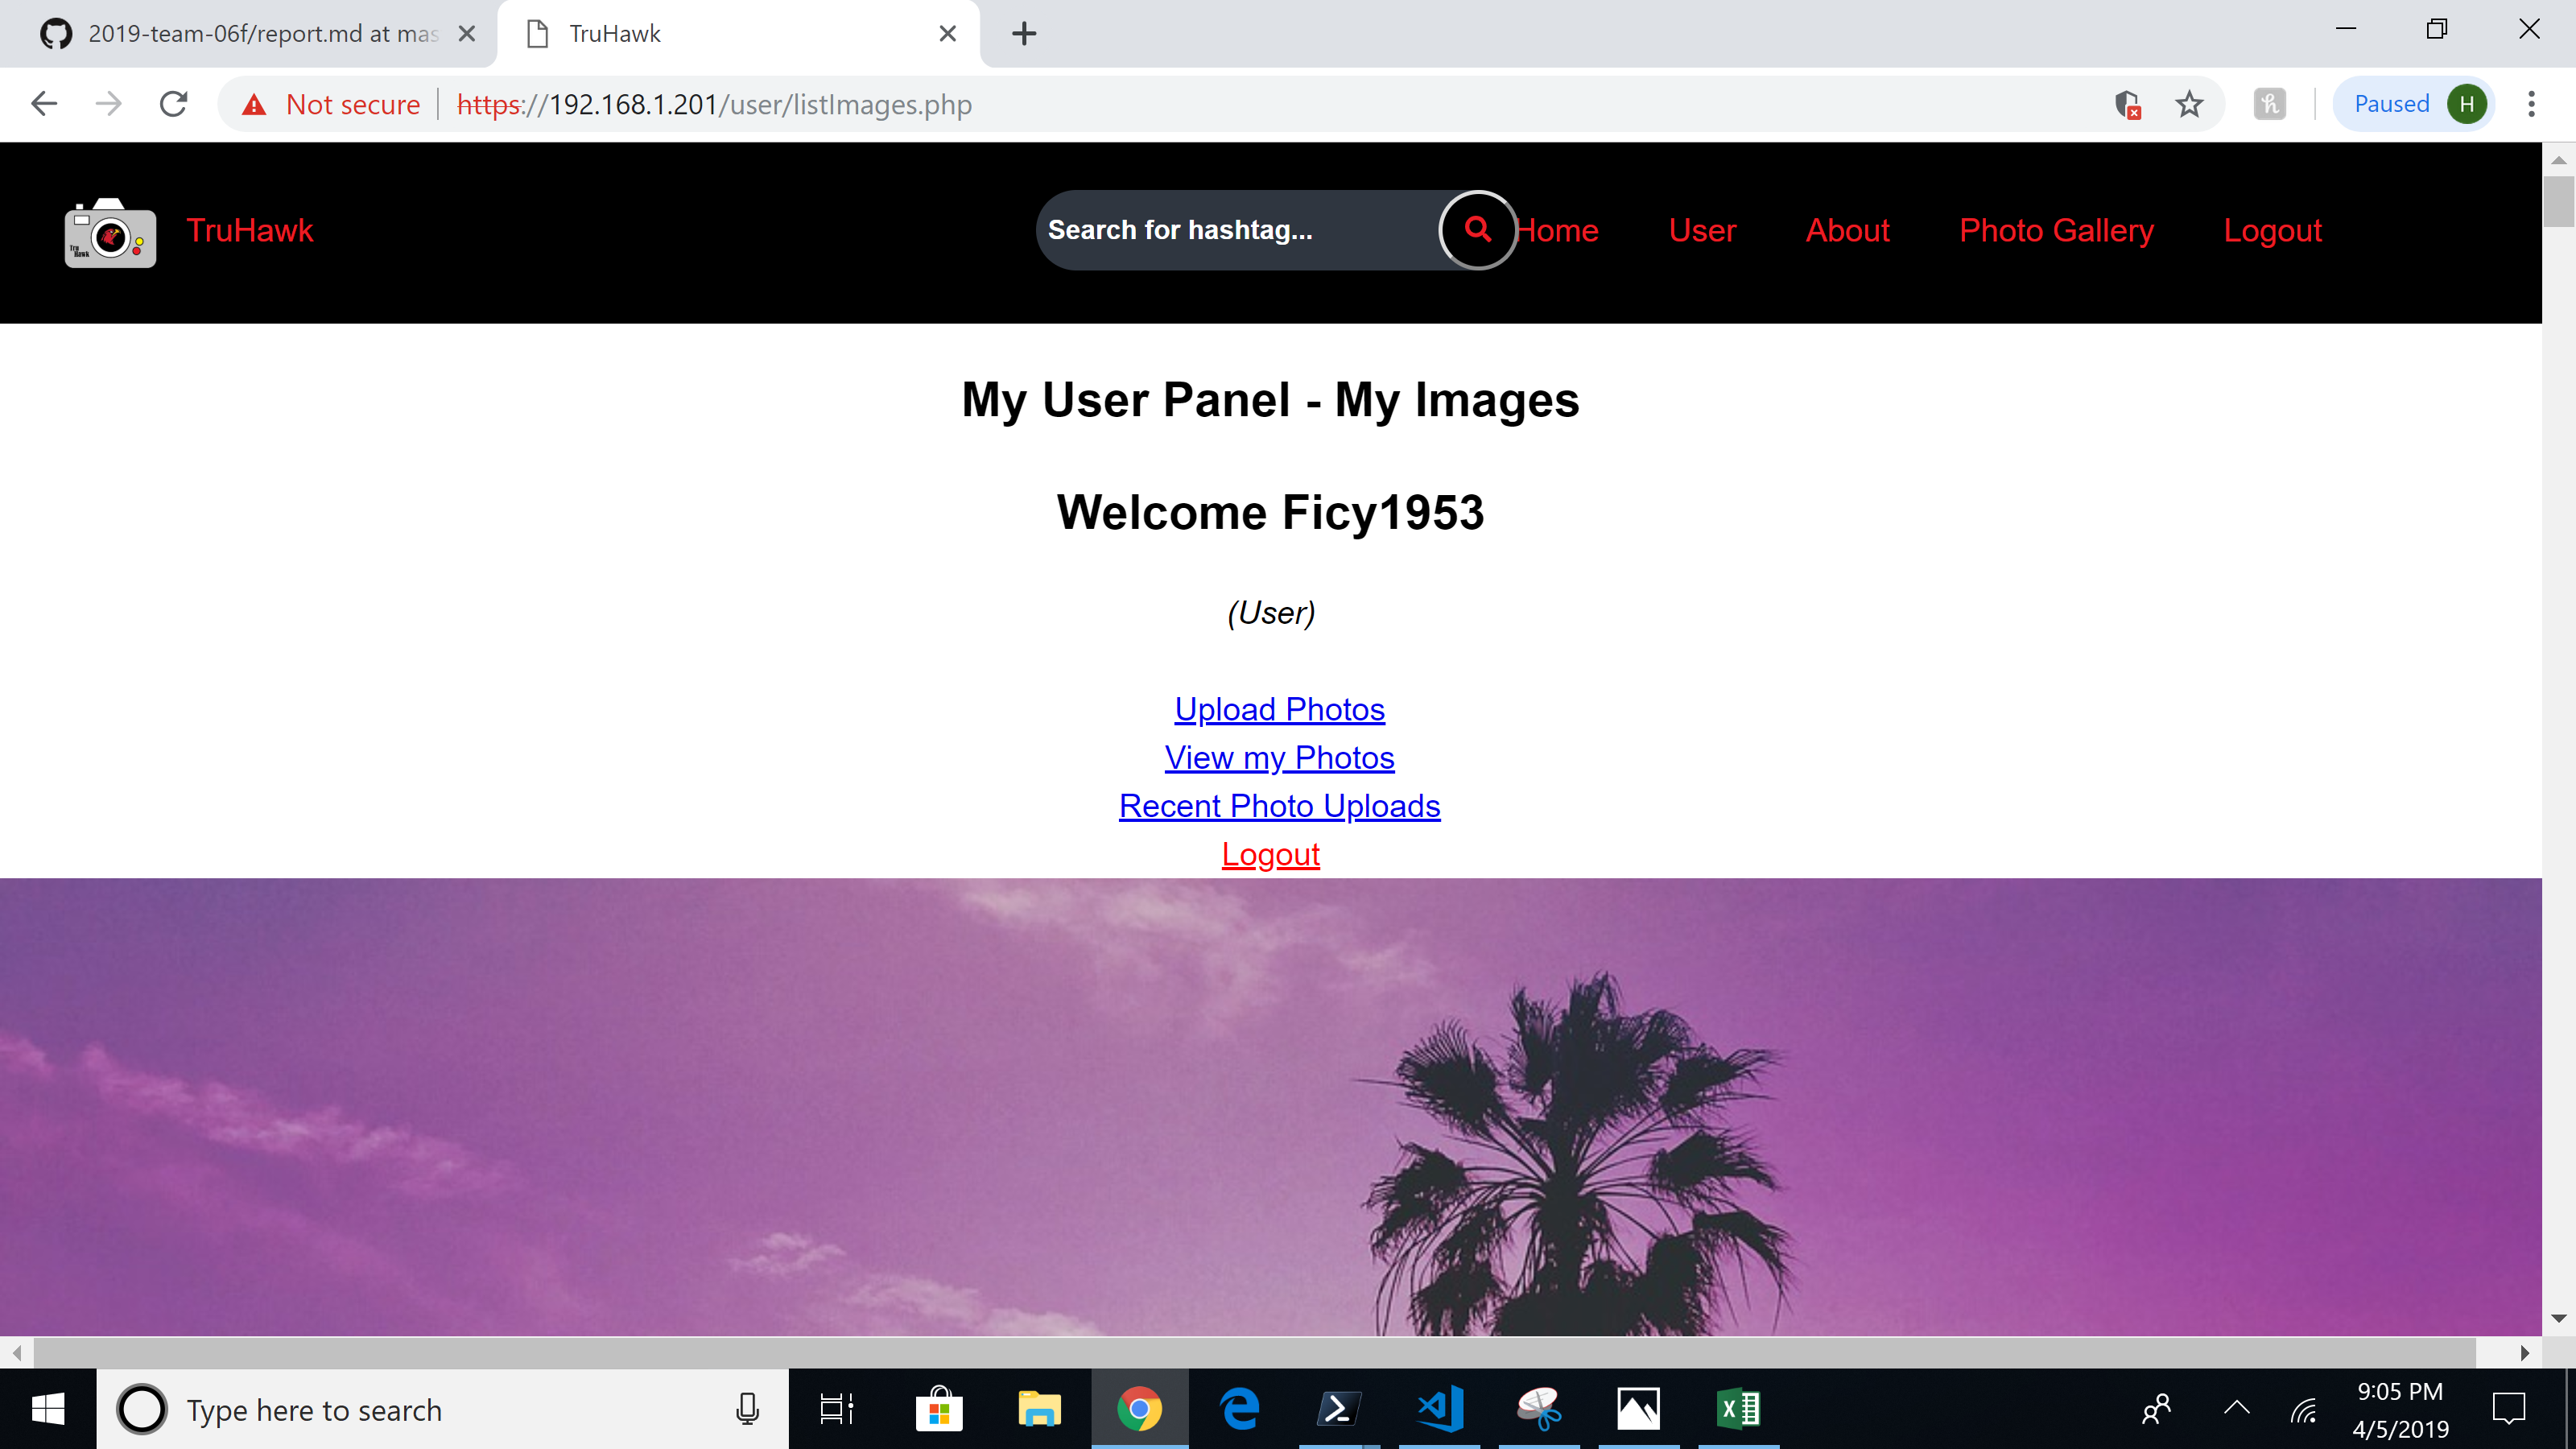 2019-team-06f/report.md at mas
TruHawk
Not secure
https://192.168.1.201/user/listImages.php
Paused
H
Tru
Hawk
TruHawk
Search for hashtag...
Home
User
About
Photo Gallery
Logout
My User Panel - My Images
Welcome Ficy1953
(User)
Upload Photos
View my Photos
Recent Photo Uploads
Logout
Type here to search
9:05 PM
4/5/2019